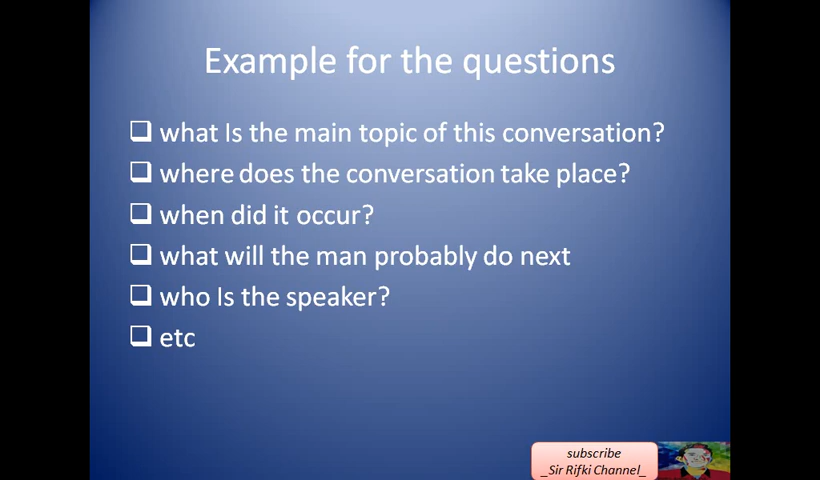 Example for the questions
what Is the main topic of this conversation?
where does the conversation take place?
when did it occur?
what will the man probably do next
who Is the speaker?
etc
subscribe
_Sir Rifki Channel_